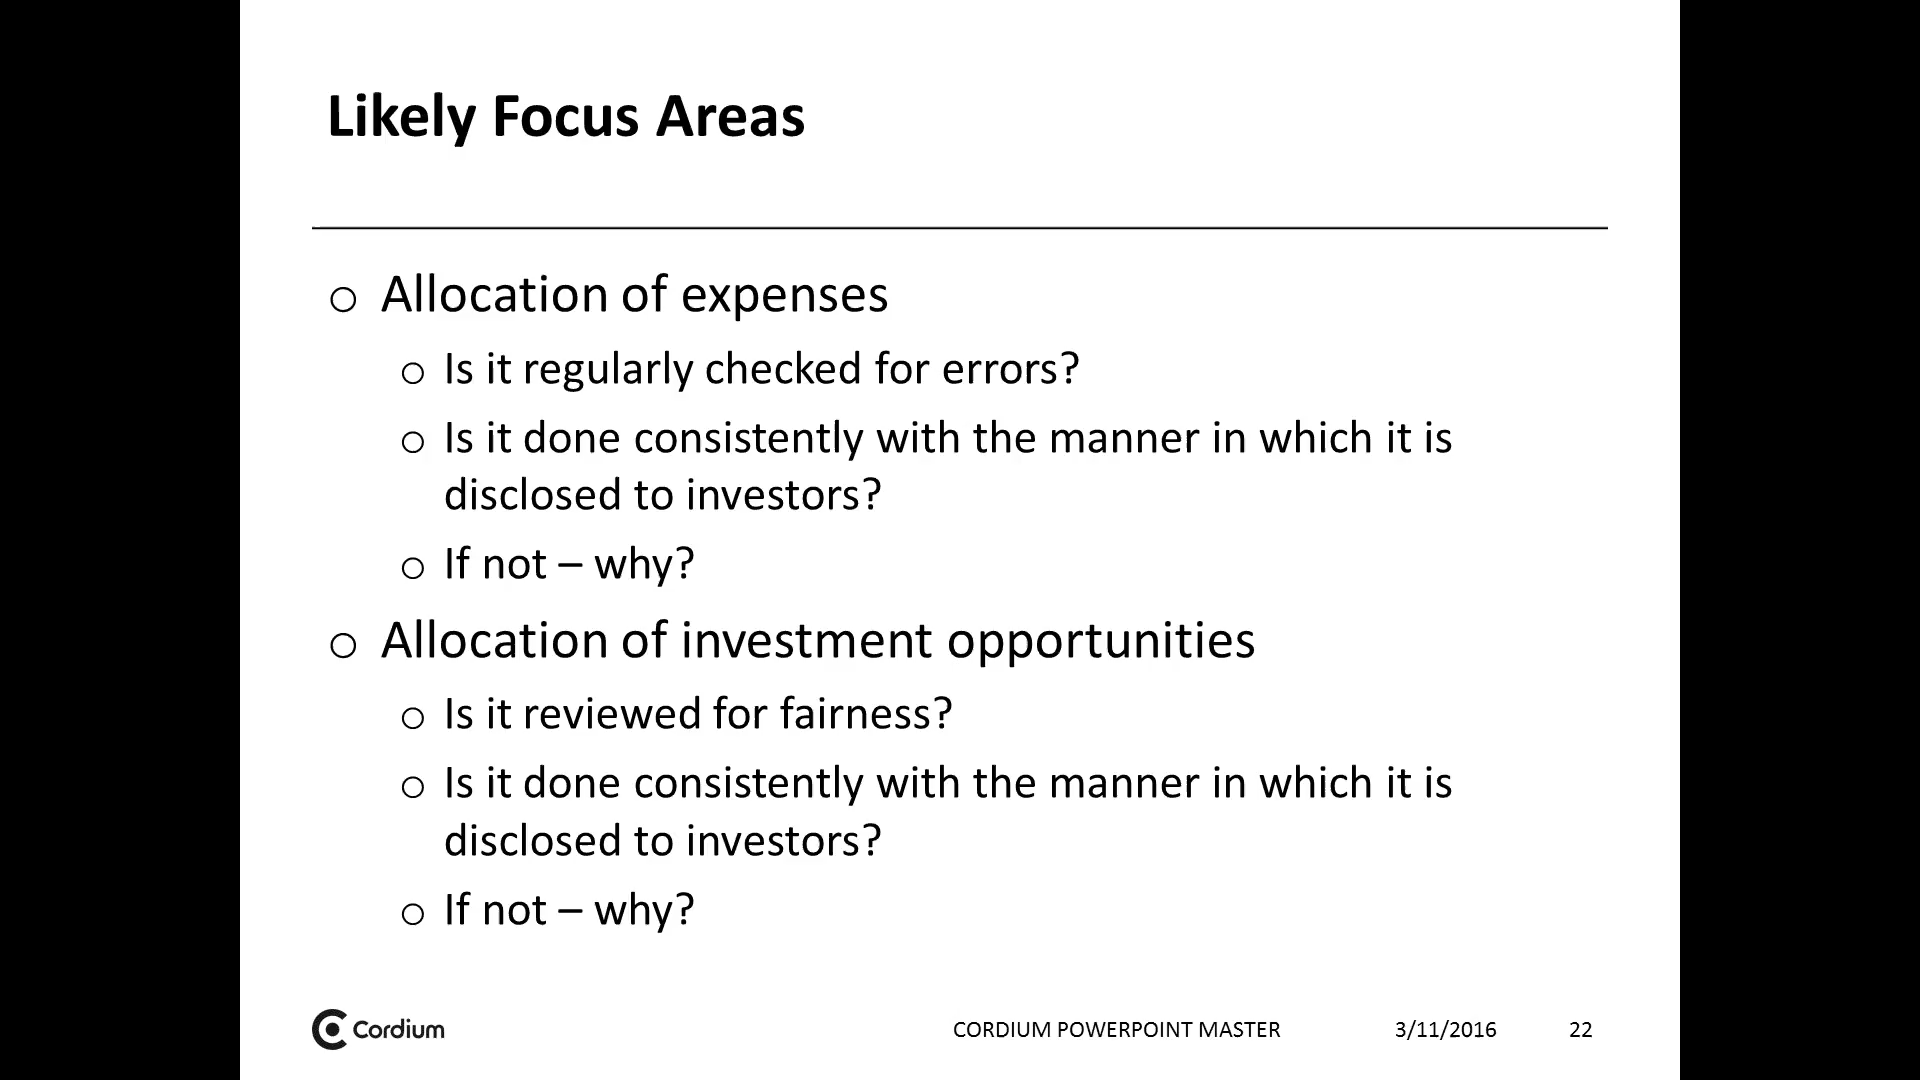 Likely Focus Areas
o Allocation of expenses
o Is it regularly checked for errors?
o Is it done consistently with the manner in which it is
disclosed to investors?
o If not – why?
o Allocation of investment opportunities
o Is it reviewed for fairness?
o Is it done consistently with the manner in which it is
disclosed to investors?
o If not – why?
Cordium CORDIUM POWERPOINT MASTER 3/11/2016 22